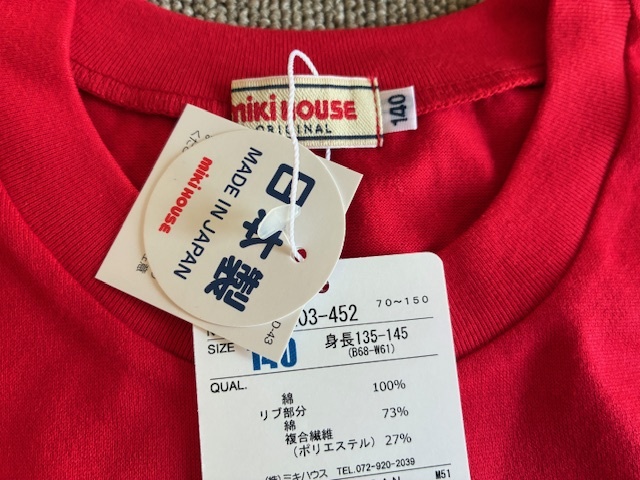 miki HOUSE
ORIGINAL
140
miki HOUSE
MADE IN JAPAN
日本製
03-452
70~150
SIZE
140
身長135-145
(B68-W61)
QUAL.
綿 100%
リブ部分
綿 73%
複合繊維
(ポリエステル) 27%
(株)ミキハウス TEL.072-920-2039
M51